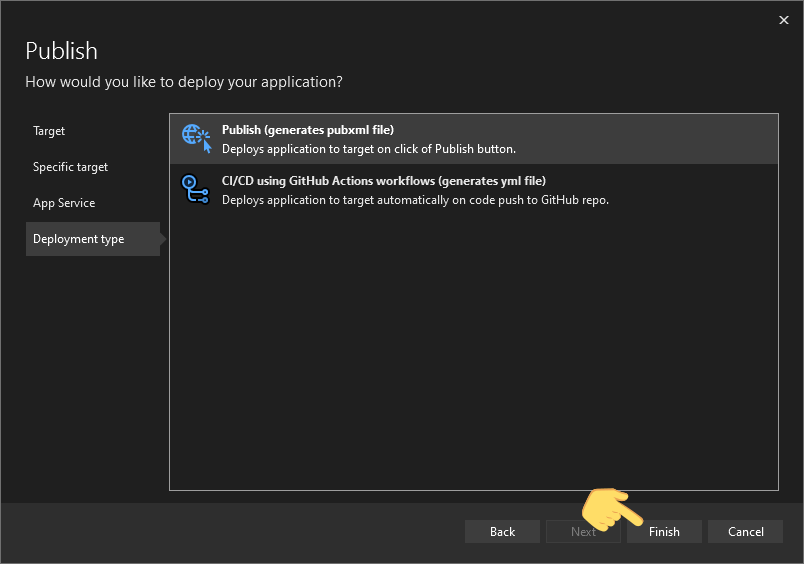 Publish
How would you like to deploy your application?
Target
Specific target
App Service
Deployment type
Publish (generates pubxml file)
Deploys application to target on click of Publish button.
CI/CD using GitHub Actions workflows (generates yml file)
Deploys application to target automatically on code push to GitHub repo.
Back
Next
Finish
Cancel